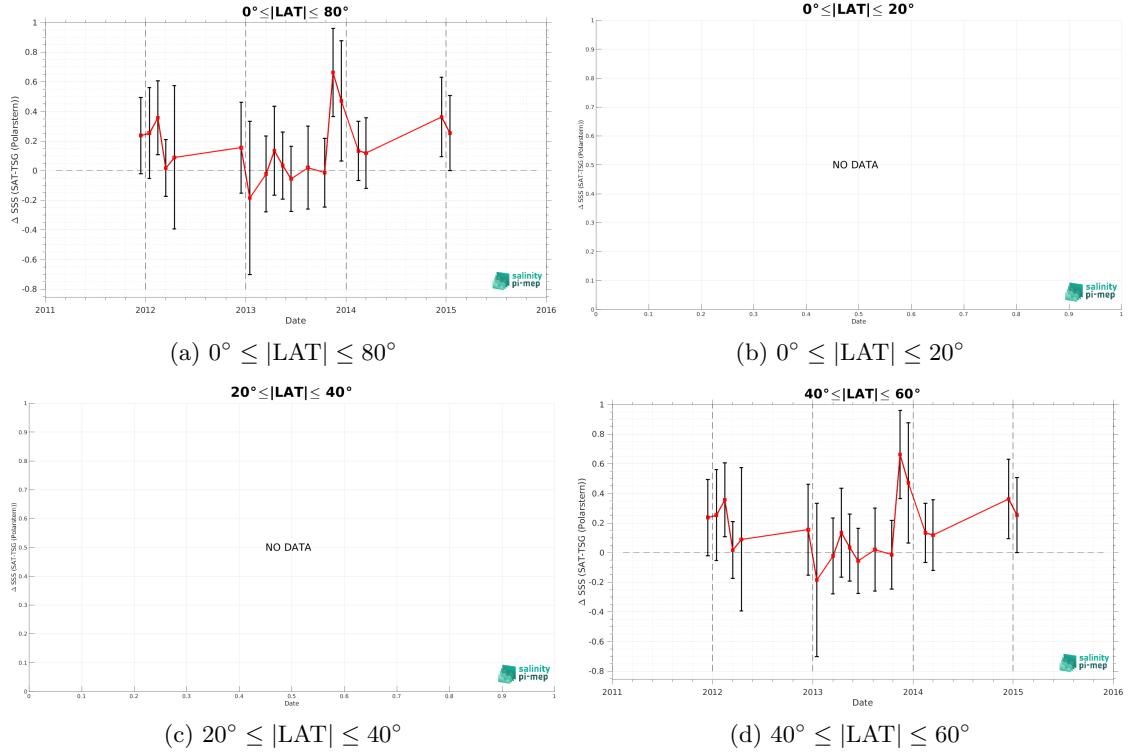 0°≤|LAT|≤ 80°
Δ SSS (SAT-TSG (Polarstern))
1
0.8
0.6
0.4
0.2
0
-0.2
-0.4
-0.6
-0.8
2011 2012 2013 2014 2015 2016
Date
salinity
pi-mep
(a) 0° ≤ |LAT| ≤ 80°
0°≤|LAT|≤ 20°
Δ SSS (SAT-TSG (Polarstern))
1
0.9
0.8
0.7
0.6
0.5
0.4
0.3
0.2
0.1
0
NO DATA
0 0.1 0.2 0.3 0.4 0.5 0.6 0.7 0.8 0.9 1
Date
salinity
pi-mep
(b) 0° ≤ |LAT| ≤ 20°
20°≤|LAT|≤ 40°
Δ SSS (SAT-TSG (Polarstern))
1
0.9
0.8
0.7
0.6
0.5
0.4
0.3
0.2
0.1
0
NO DATA
0 0.1 0.2 0.3 0.4 0.5 0.6 0.7 0.8 0.9 1
Date
salinity
pi-mep
(c) 20° ≤ |LAT| ≤ 40°
40°≤|LAT|≤ 60°
Δ SSS (SAT-TSG (Polarstern))
1
0.8
0.6
0.4
0.2
0
-0.2
-0.4
-0.6
-0.8
2011 2012 2013 2014 2015 2016
Date
salinity
pi-mep
(d) 40° ≤ |LAT| ≤ 60°